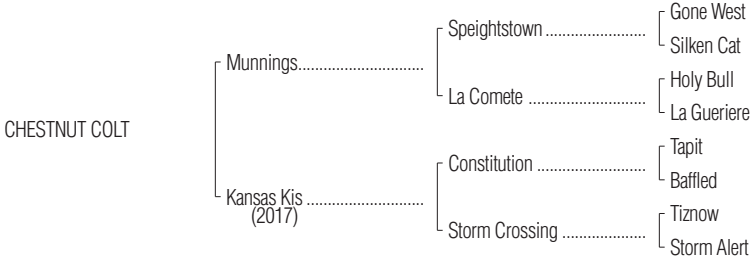 Gone West
Speightstown ........................
Silken Cat
Munnings..............................
Holy Bull
La Comete ............................
La Gueriere
CHESTNUT COLT
Tapit
Constitution ..........................
Baffled
Kansas Kis ............................
(2017)
Tiznow
Storm Crossing ....................
Storm Alert